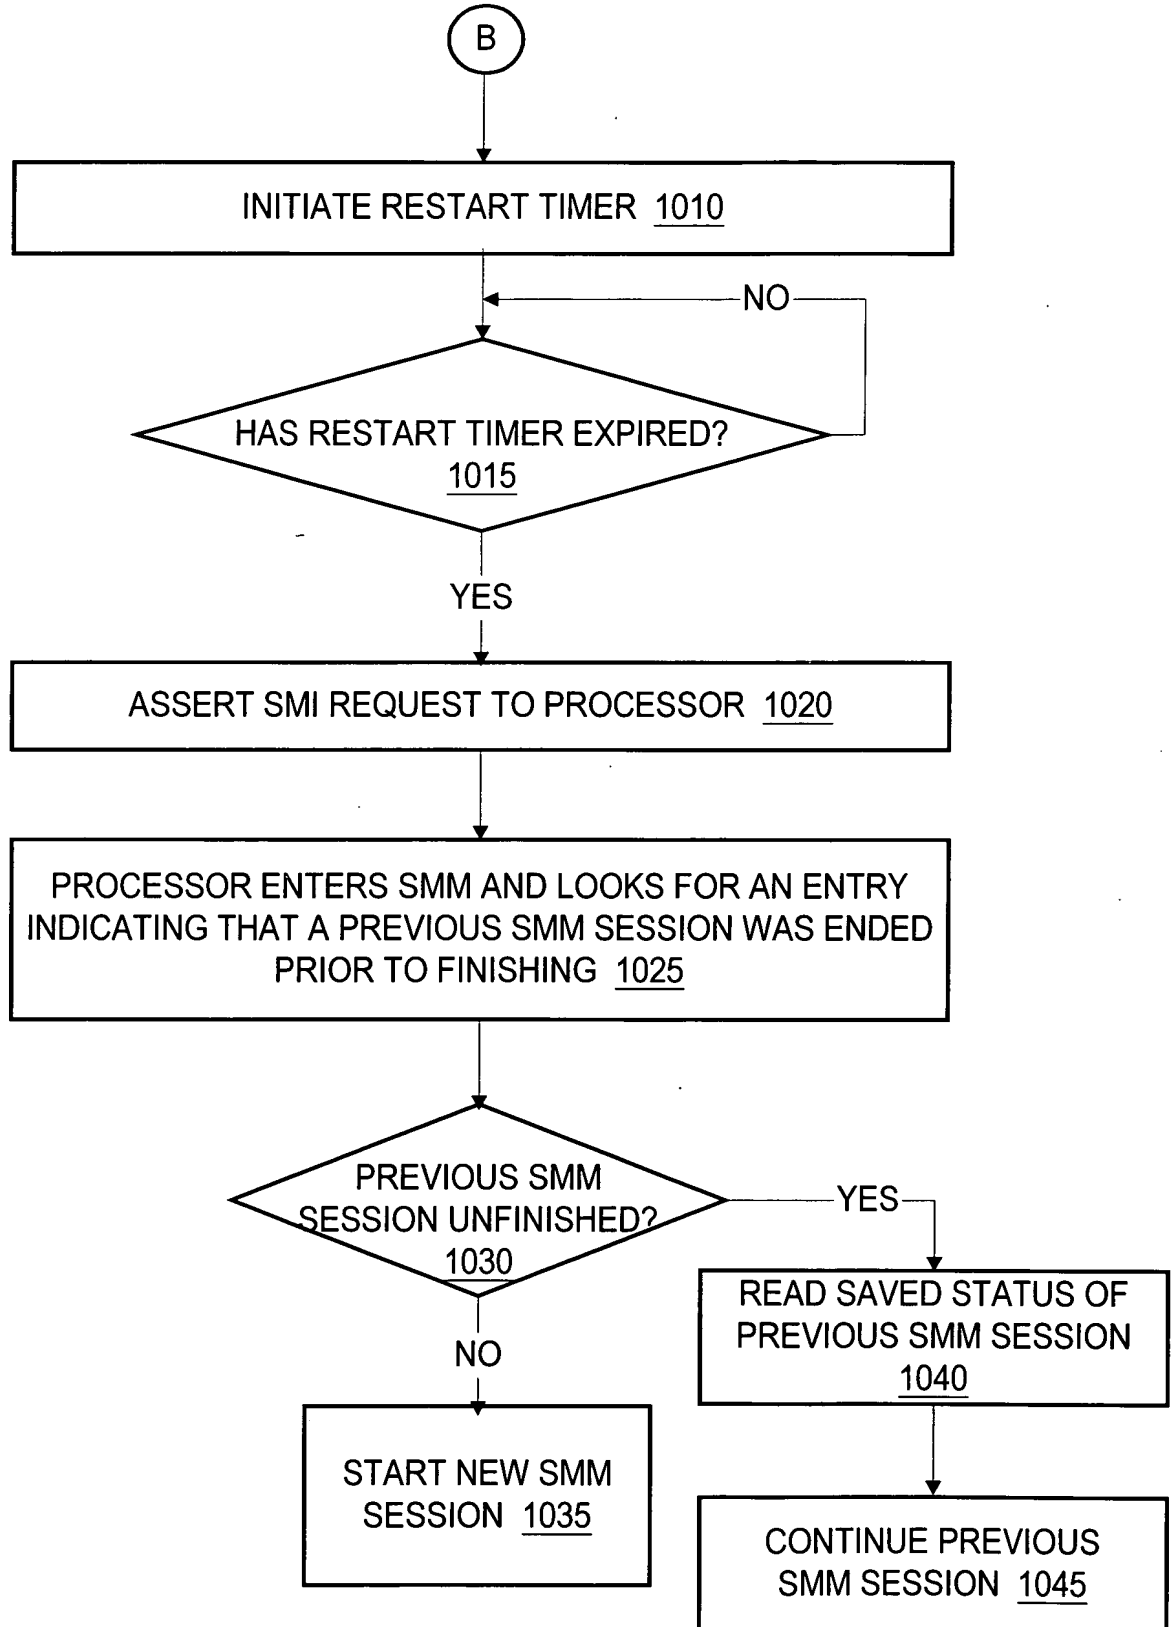 B
INITIATE RESTART TIMER 1010
NO
HAS RESTART TIMER EXPIRED?
1015
YES
ASSERT SMI REQUEST TO PROCESSOR 1020
PROCESSOR ENTERS SMM AND LOOKS FOR AN ENTRY
INDICATING THAT A PREVIOUS SMM SESSION WAS ENDED
PRIOR TO FINISHING 1025
PREVIOUS SMM
SESSION UNFINISHED?
1030
YES
NO
READ SAVED STATUS OF
PREVIOUS SMM SESSION
1040
START NEW SMM
SESSION 1035
CONTINUE PREVIOUS
SMM SESSION 1045